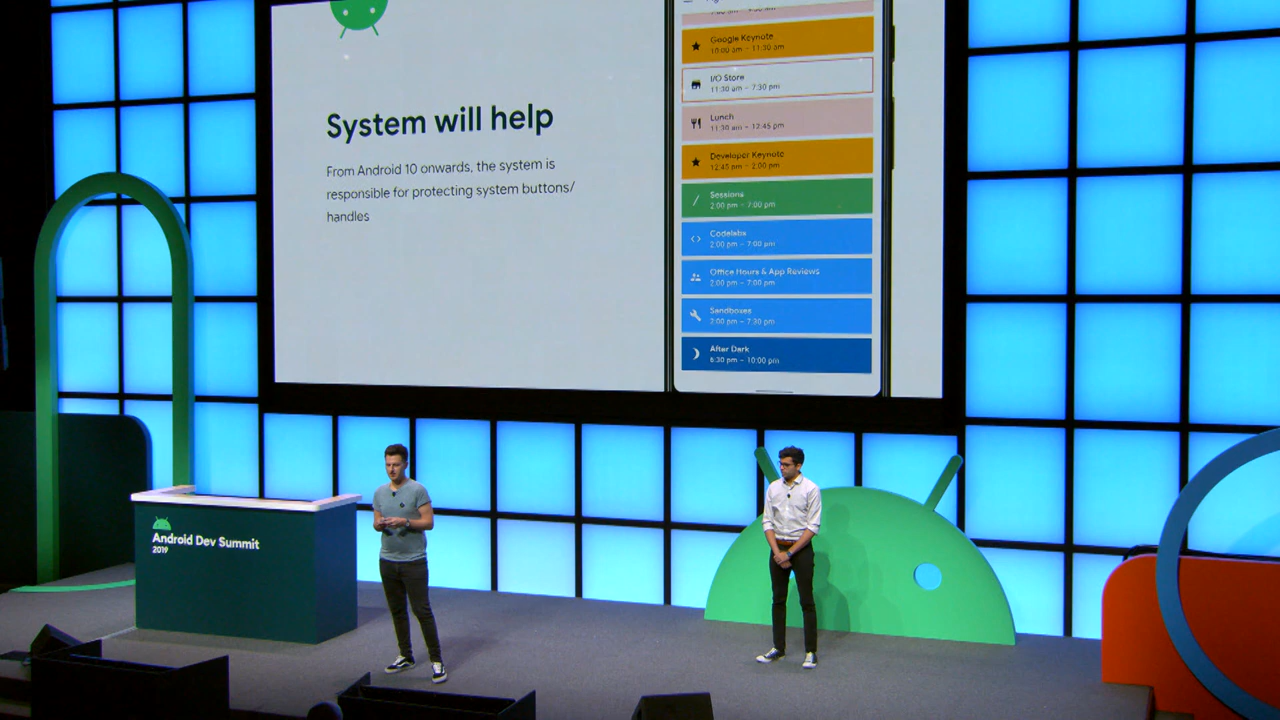 System will help
From Android 10 onwards, the system is
responsible for protecting system buttons/
handles
Google Keynote
10:00 am – 11:30 am
I/O Store
11:30 am – 7:30 pm
Lunch
11:30 am – 12:45 pm
Developer Keynote
12:45 pm – 2:00 pm
Sessions
2:00 pm – 7:00 pm
Codelabs
2:00 pm – 7:00 pm
Office Hours & App Reviews
2:00 pm – 7:00 pm
Sandboxes
2:00 pm – 7:30 pm
After Dark
6:30 pm – 10:00 pm
Android Dev Summit
2019